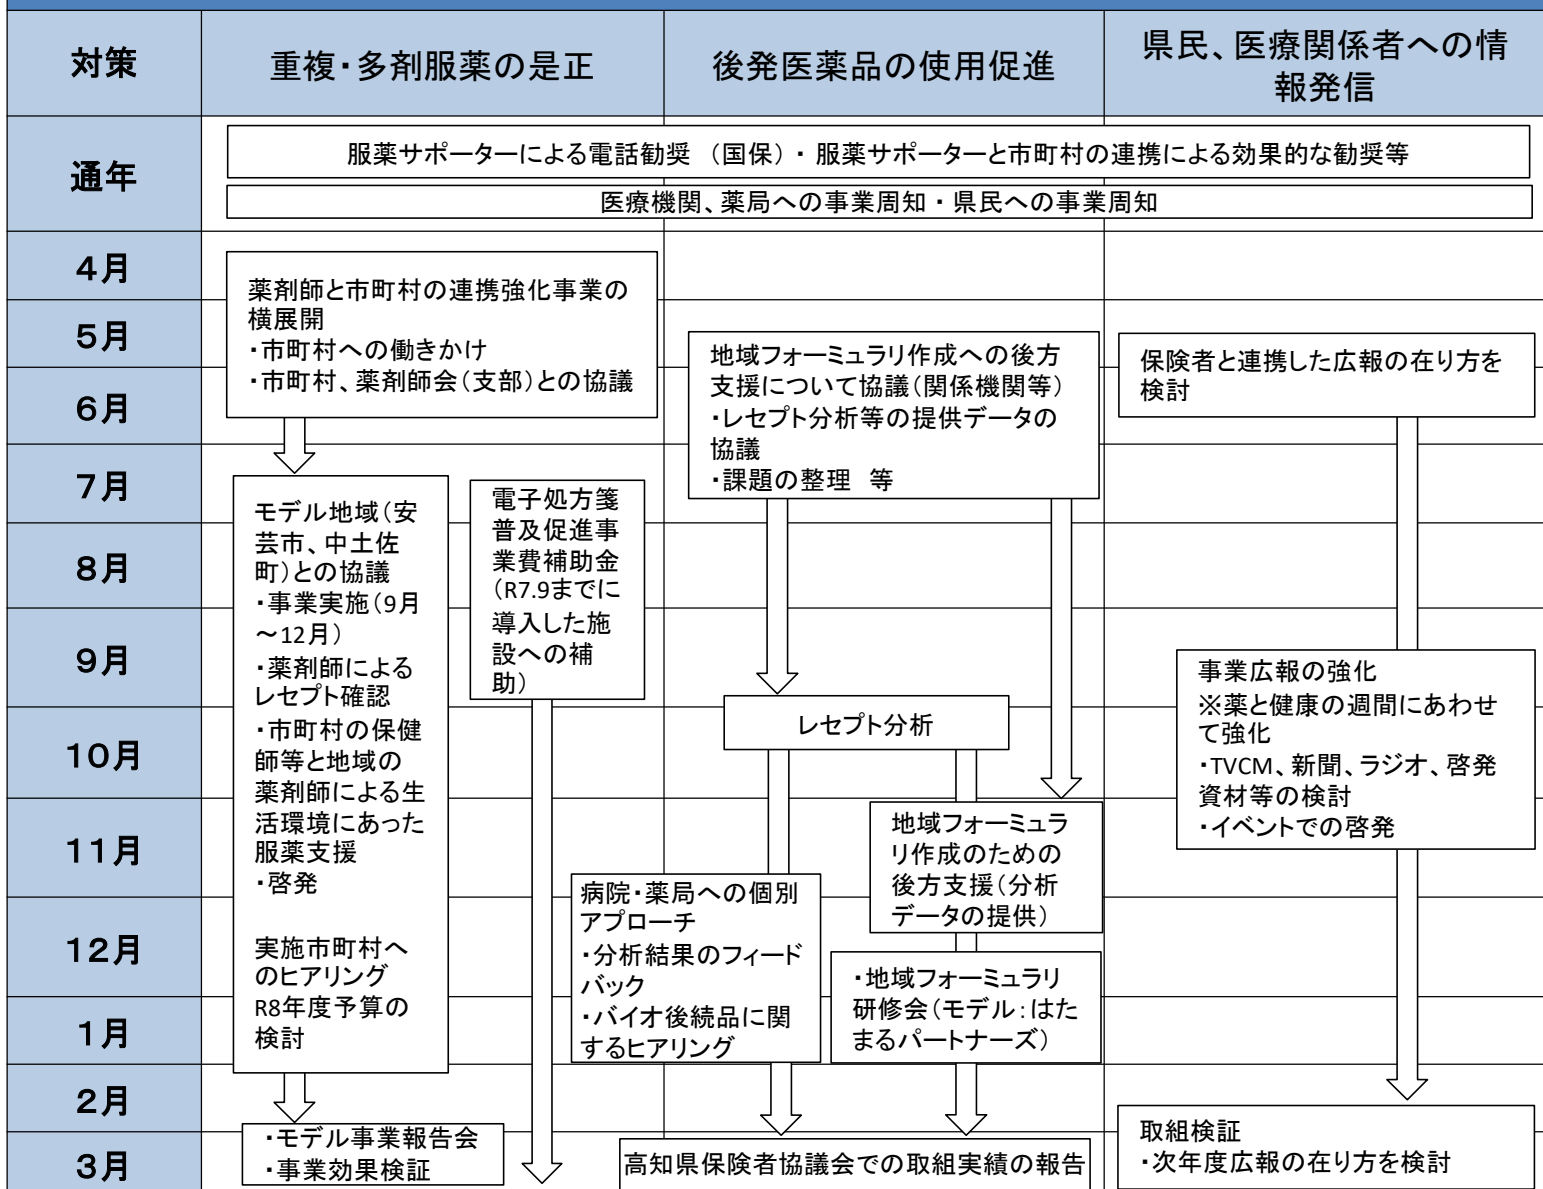 対策
重複・多剤服薬の是正
後発医薬品の使用促進
県民、医療関係者への情
報発信
通年
服薬サポーターによる電話勧奨 （国保）・ 服薬サポーターと市町村の連携による効果的な勧奨等
医療機関、薬局への事業周知・県民への事業周知
4月
5月
6月
7月
8月
9月
10月
11月
12月
1月
2月
3月
薬剤師と市町村の連携強化事業の
横展開
・市町村への働きかけ
・市町村、薬剤師会（支部）との協議
モデル地域（安
芸市、中土佐
町）との協議
・事業実施（9月
～12月）
・薬剤師による
レセプト確認
・市町村の保健
師等と地域の
薬剤師による生
活環境にあった
服薬支援
・啓発
実施市町村へ
のヒアリング
R8年度予算の
検討
・モデル事業報告会
・事業効果検証
電子処方箋
普及促進事
業費補助金
（R7.9までに
導入した施
設への補
助）
地域フォーミュラリ作成への後方
支援について協議（関係機関等）
・レセプト分析等の提供データの
協議
・課題の整理　等
レセプト分析
病院・薬局への個別
アプローチ
・分析結果のフィード
バック
・バイオ後続品に関
するヒアリング
地域フォーミュラ
リ作成のための
後方支援（分析
データの提供）
・地域フォーミュラリ
研修会（モデル：はた
まるパートナーズ）
高知県保険者協議会での取組実績の報告
保険者と連携した広報の在り方を
検討
事業広報の強化
※薬と健康の週間にあわせ
て強化
・TVCM、新聞、ラジオ、啓発
資材等の検討
・イベントでの啓発
取組検証
・次年度広報の在り方を検討